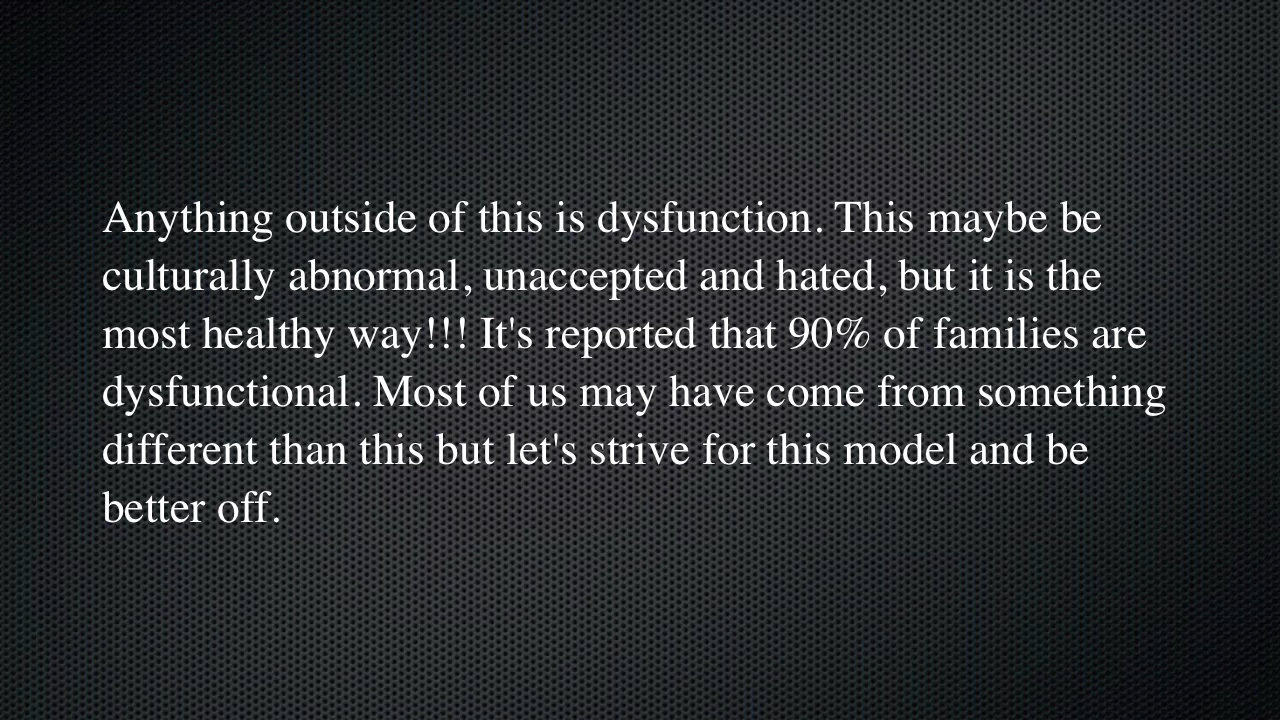 Anything outside of this is dysfunction. This maybe be
culturally abnormal, unaccepted and hated, but it is the
most healthy way!!! It's reported that 90% of families are
dysfunctional. Most of us may have come from something
different than this but let's strive for this model and be
better off.